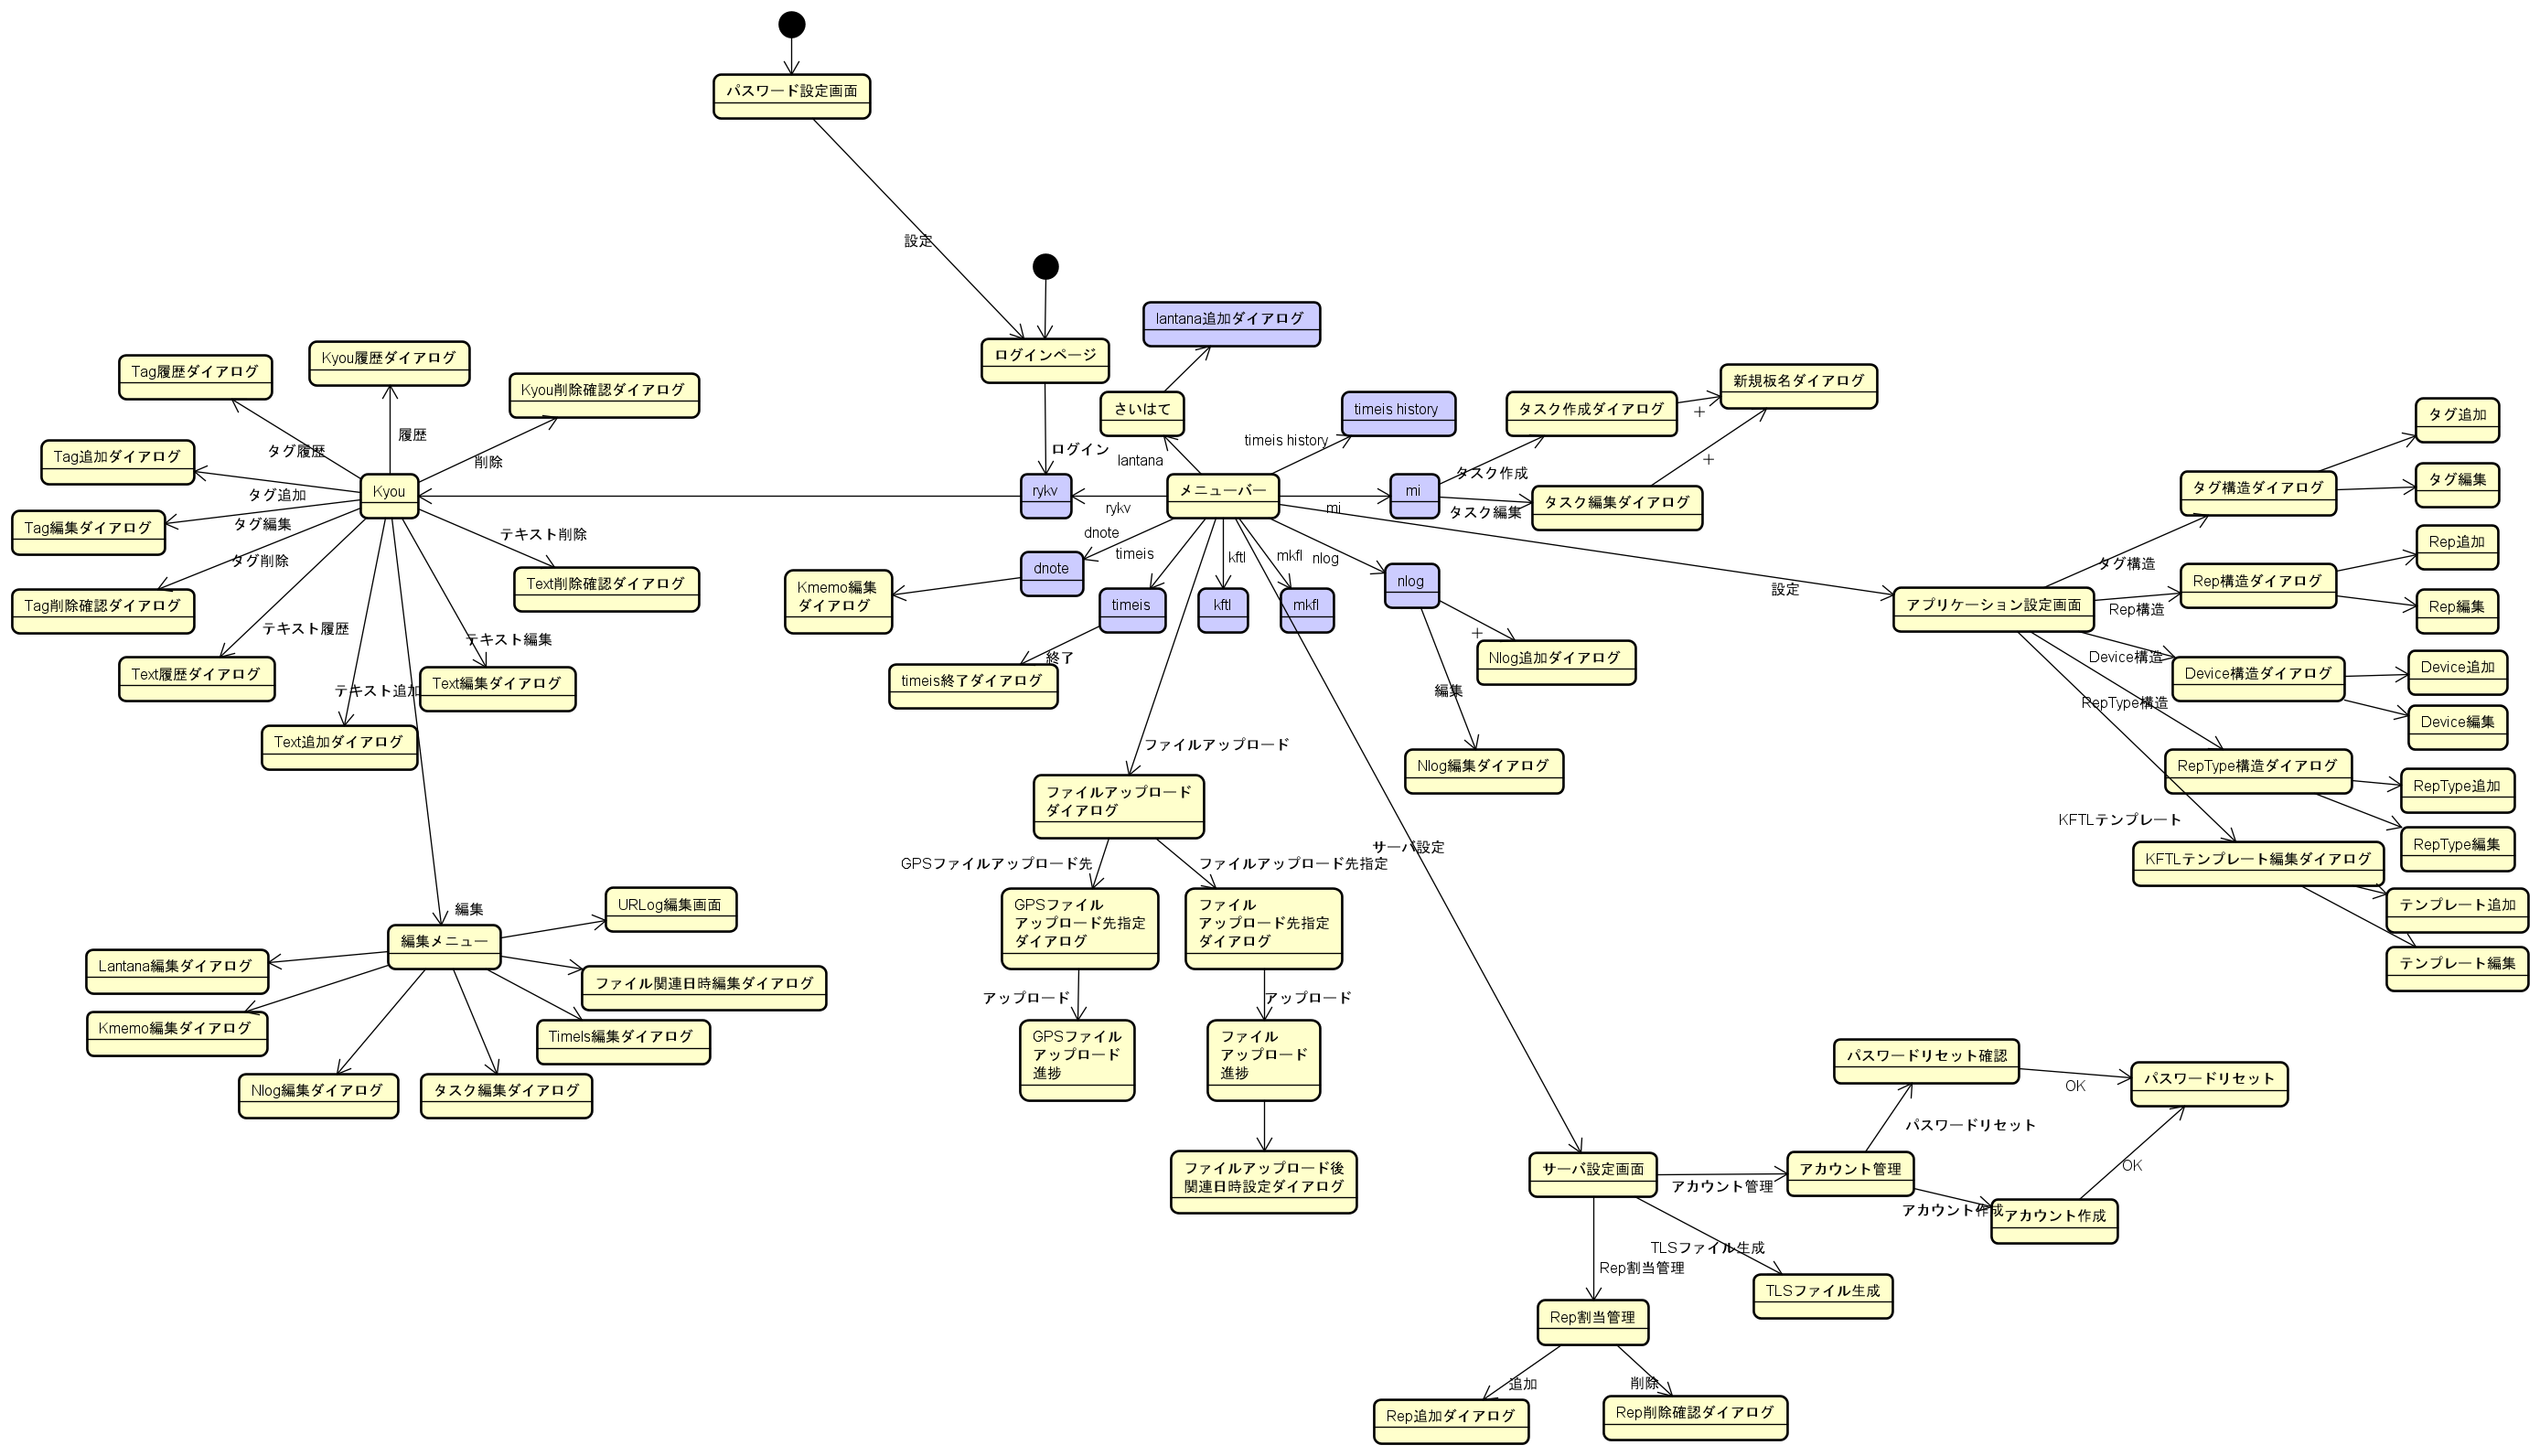 パスワード設定画面
設定
ログインページ
ログイン
lantana追加ダイアログ
さいはて
lantana
timeis history
timeis history
メニューバー
rykv
rykv
mi
mi
タスク作成ダイアログ
タスク作成
新規板名ダイアログ
+
+
タスク編集ダイアログ
タスク編集
Kyou履歴ダイアログ
Tag履歴ダイアログ
Kyou削除確認ダイアログ
履歴
タグ履歴
削除
Tag追加ダイアログ
タグ追加
Kyou
Tag編集ダイアログ
タグ編集
テキスト削除
Tag削除確認ダイアログ
タグ削除
Text削除確認ダイアログ
テキスト履歴
テキスト編集
Text履歴ダイアログ
テキスト追加
Text編集ダイアログ
Text追加ダイアログ
dnote
dnote
Kmemo編集
ダイアログ
timeis
timeis
終了
timeis終了ダイアログ
kftl
kftl
mkfl
mkfl
nlog
nlog
+
Nlog追加ダイアログ
編集
Nlog編集ダイアログ
設定
アプリケーション設定画面
タグ構造
タグ構造ダイアログ
タグ追加
タグ編集
Rep構造
Rep構造ダイアログ
Rep追加
Rep編集
Device構造
Device構造ダイアログ
Device追加
Device編集
RepType構造
RepType構造ダイアログ
RepType追加
RepType編集
KFTLテンプレート
KFTLテンプレート編集ダイアログ
テンプレート追加
テンプレート編集
ファイルアップロード
ファイルアップロード
ダイアログ
GPSファイルアップロード先
ファイルアップロード先指定
GPSファイル
アップロード先指定
ダイアログ
ファイル
アップロード先指定
ダイアログ
アップロード
アップロード
GPSファイル
アップロード
進捗
ファイル
アップロード
進捗
ファイルアップロード後
関連日時設定ダイアログ
編集
編集メニュー
URLog編集画面
Lantana編集ダイアログ
ファイル関連日時編集ダイアログ
Kmemo編集ダイアログ
TimeIs編集ダイアログ
Nlog編集ダイアログ
タスク編集ダイアログ
サーバ設定
サーバ設定画面
アカウント管理
アカウント管理
パスワードリセット
パスワードリセット確認
OK
パスワードリセット
アカウント作成
アカウント作成
OK
TLSファイル生成
TLSファイル生成
Rep割当管理
Rep割当管理
追加
削除
Rep追加ダイアログ
Rep削除確認ダイアログ